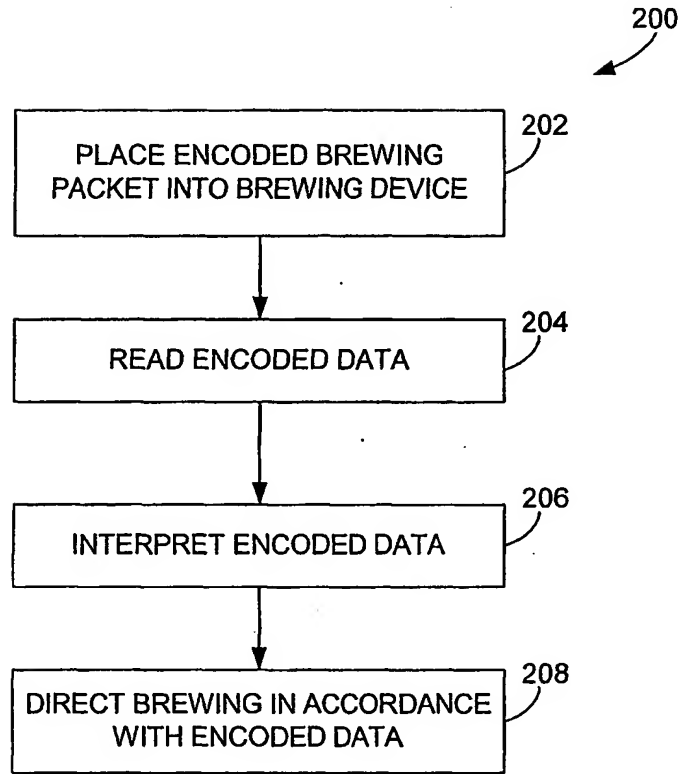 200
202
PLACE ENCODED BREWING
PACKET INTO BREWING DEVICE
204
READ ENCODED DATA
206
INTERPRET ENCODED DATA
208
DIRECT BREWING IN ACCORDANCE
WITH ENCODED DATA